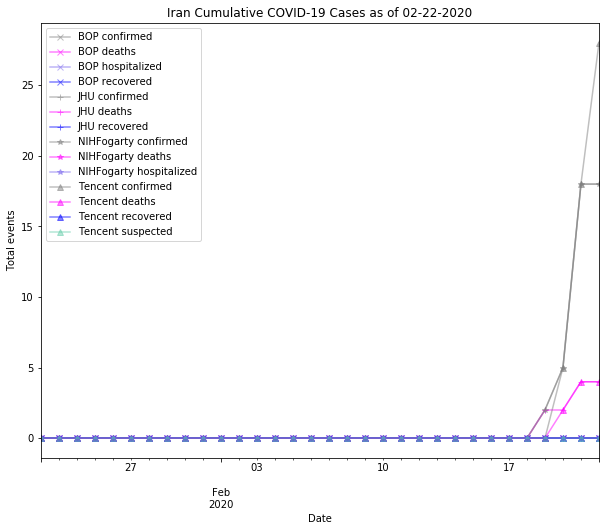 Iran Cumulative COVID-19 Cases as of 02-22-2020
BOP confirmed
BOP deaths
BOP hospitalized
BOP recovered
JHU confirmed
JHU deaths
JHU recovered
NIHFogarty confirmed
NIHFogarty deaths
NIHFogarty hospitalized
Tencent confirmed
Tencent deaths
Tencent recovered
Tencent suspected
Total events
25
20
15
10
5
0
27 03 10 17
Feb
2020
Date